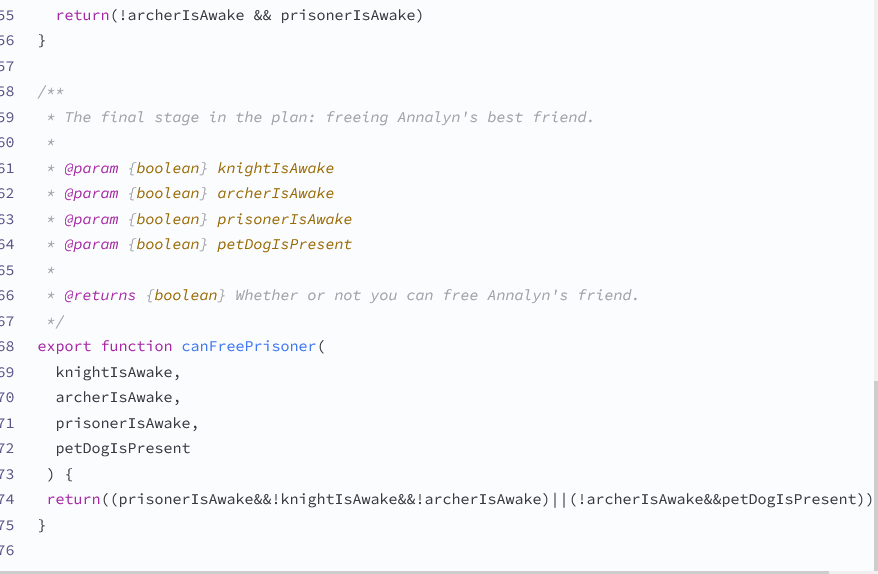 55 return(!archerIsAwake && prisonerIsAwake)
56 }
57
58 /**
59 * The final stage in the plan: freeing Annalyn's best friend.
60 *
61 * @param {boolean} knightIsAwake
62 * @param {boolean} archerIsAwake
63 * @param {boolean} prisonerIsAwake
64 * @param {boolean} petDogIsPresent
65 *
66 * @returns {boolean} Whether or not you can free Annalyn's friend.
67 */
68 export function canFreePrisoner(
69 knightIsAwake,
70 archerIsAwake,
71 prisonerIsAwake,
72 petDogIsPresent
73 ) {
74 return((prisonerIsAwake&&!knightIsAwake&&!archerIsAwake)||(!archerIsAwake&&petDogIsPresent))
75 }
76